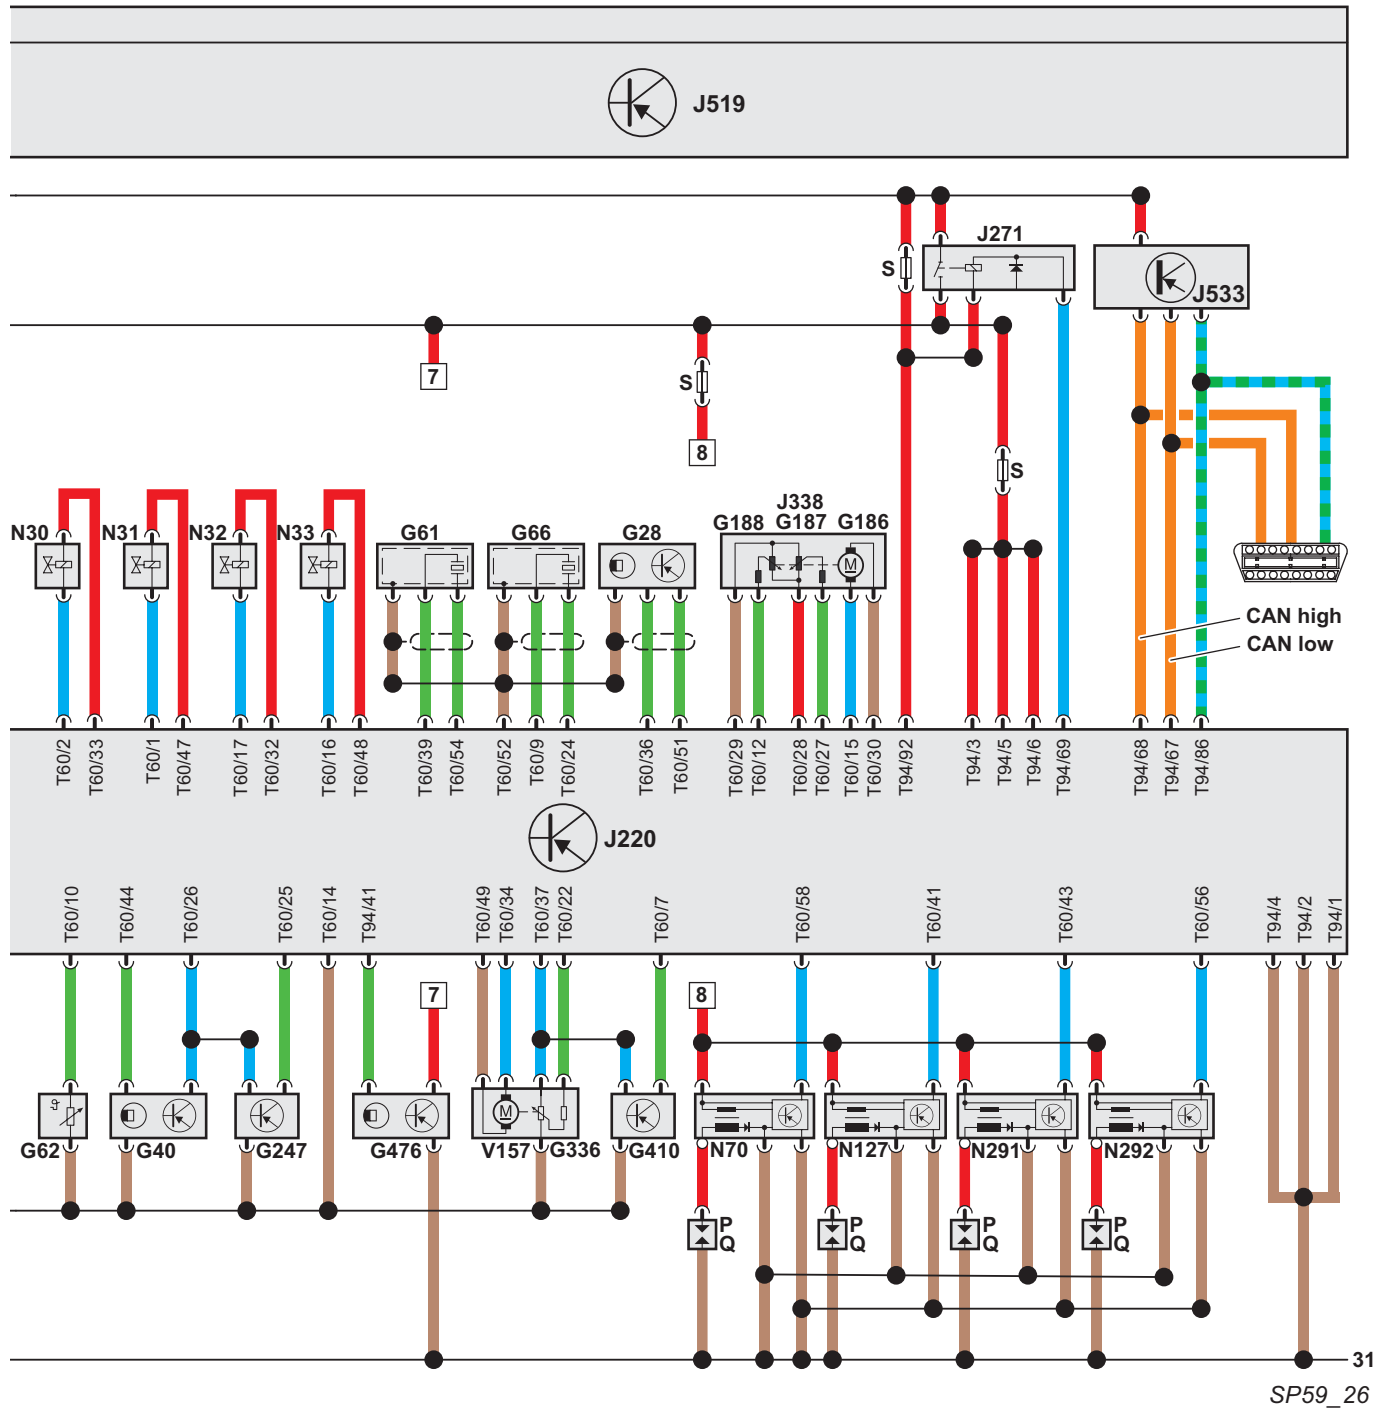 J519
J271
S
J533
7
S
8
S
CAN high
CAN low
N30 N31 N32 N33 G61 G66 G28 J338
G188 G187 G186
T60/2 T60/33 T60/1 T60/47 T60/17 T60/32 T60/16 T60/48 T60/39 T60/54 T60/52 T60/9 T60/24 T60/36 T60/51 T60/29 T60/12 T60/28 T60/27 T60/15 T60/30 T94/92 T94/3 T94/5 T94/6 T94/69 T94/68 T94/67 T94/86
J220
T60/10 T60/44 T60/26 T60/25 T60/14 T94/41 T60/49 T60/34 T60/37 T60/22 T60/7 T60/58 T60/41 T60/43 T60/56 T94/4 T94/2 T94/1
7 8
M
M
G62 G40 G247 G476 V157 G336 G410 N70 N127 N291 N292
P P P P
Q Q Q Q
31
SP59_26